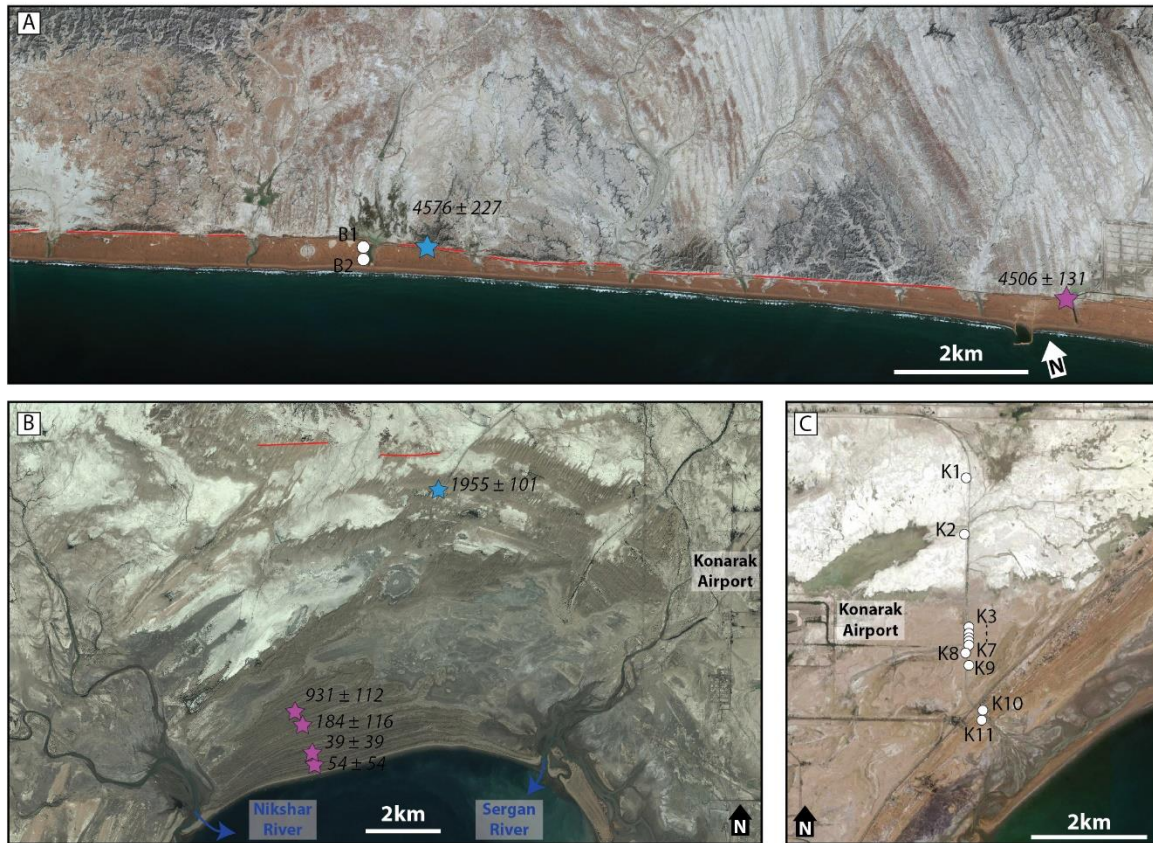 A
4576 ± 227
B1
B2
4506 ± 131
2km
N
B
1955 ± 101
Konarak
Airport
931 ± 112
184 ± 116
39 ± 39
54 ± 54
Nikshar
River
2km
Sergan
River
N
C
K1
K2
Konarak
Airport
K3
K7
K8
K9
K10
K11
2km
N